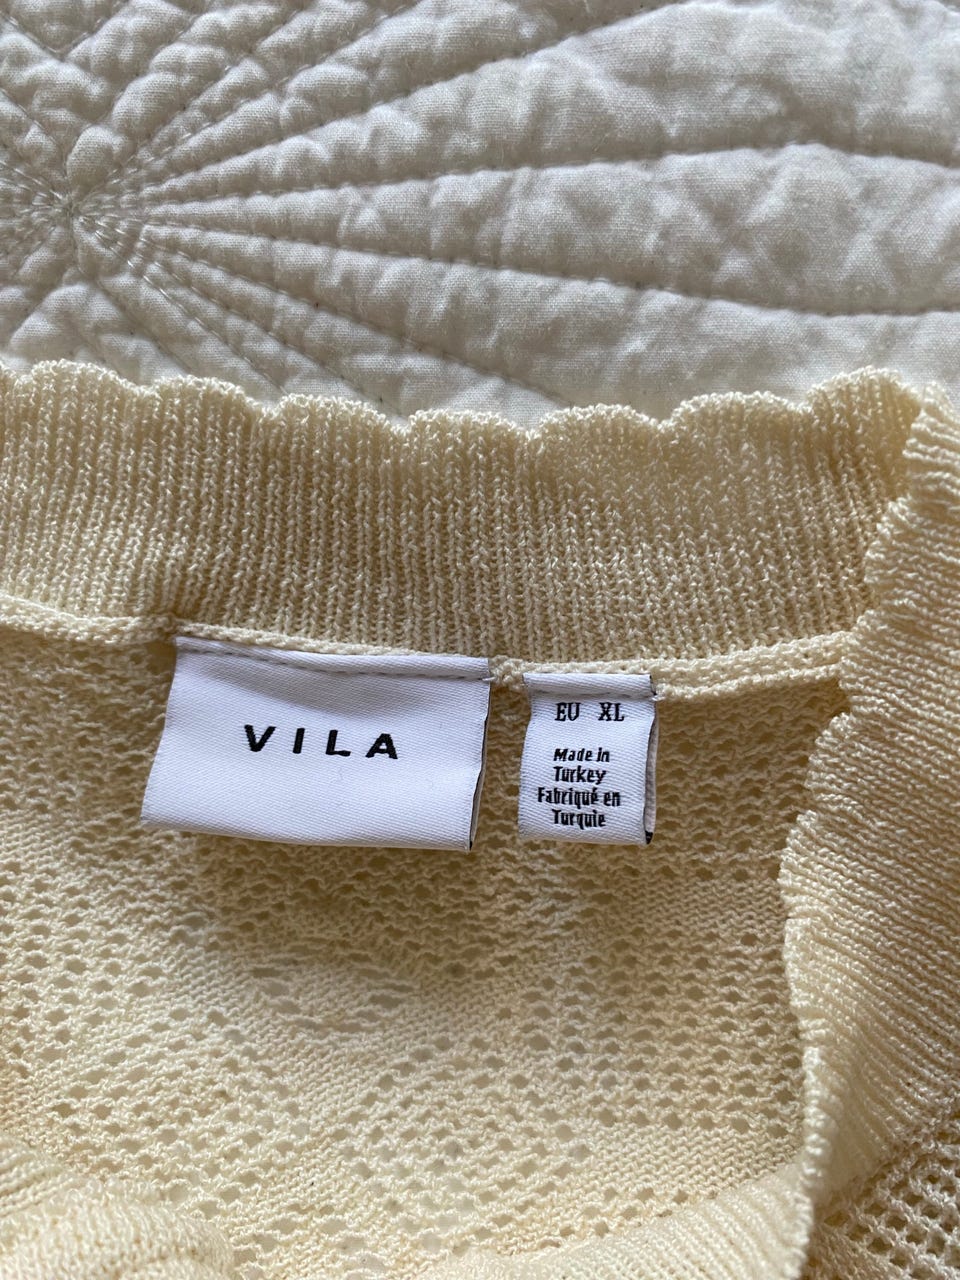 VILA
EU XL
Made in
Turkey
Fabriqué en
Turquie